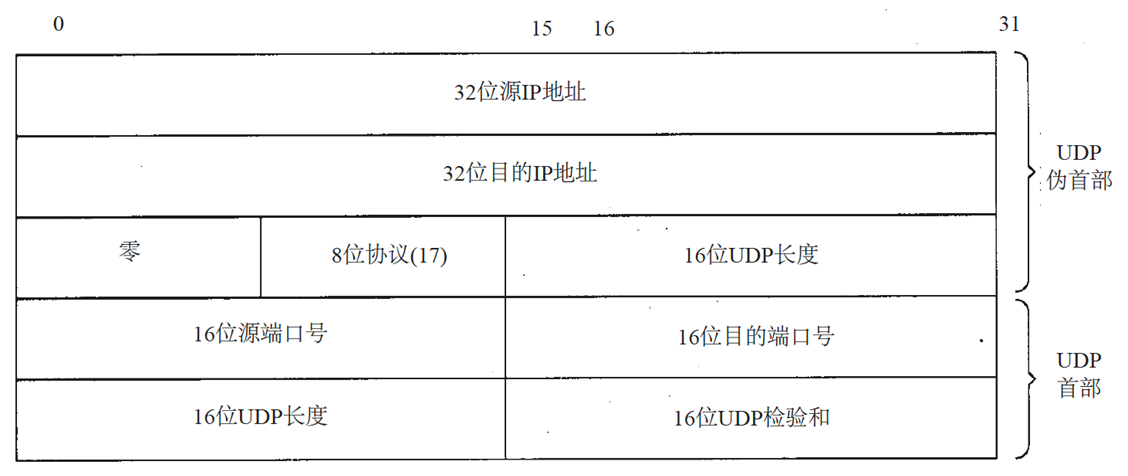 0 15 16 31
32位源IP地址
32位目的IP地址
UDP
伪首部
零 8位协议(17) 16位UDP长度
16位源端口号 16位目的端口号
UDP
首部
16位UDP长度 16位UDP检验和